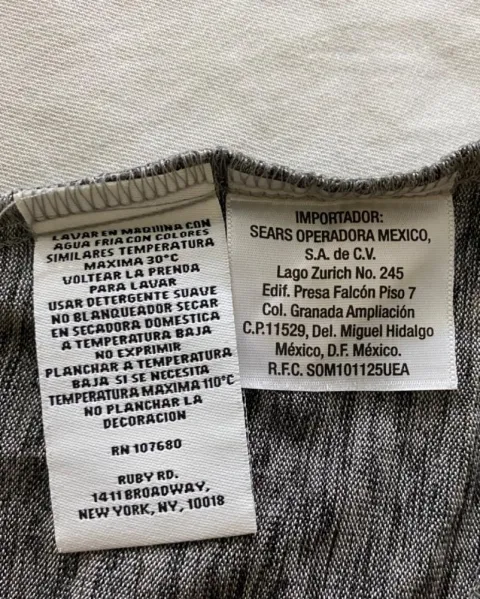 LAVAR EN MAQUINA CON
AGUA FRIA CON COLORES
SIMILARES TEMPERATURA
MAXIMA 30°C
VOLTEAR LA PRENDA
PARA LAVAR
USAR DETERGENTE SUAVE
NO BLANQUEADOR SECAR
EN SECADORA DOMESTICA
A TEMPERATURA BAJA
NO EXPRIMIR
PLANCHAR A TEMPERATURA
BAJA SI SE NECESITA
TEMPERATURA MAXIMA 110°C
NO PLANCHAR LA
DECORACION
RN 107680
RUBY RD.
1411 BROADWAY,
NEW YORK, NY, 10018
IMPORTADOR:
SEARS OPERADORA MEXICO,
S.A. de C.V.
Lago Zurich No. 245
Edif. Presa Falcón Piso 7
Col. Granada Ampliación
C.P.11529, Del. Miguel Hidalgo
México, D.F. México.
R.F.C. SOM101125UEA